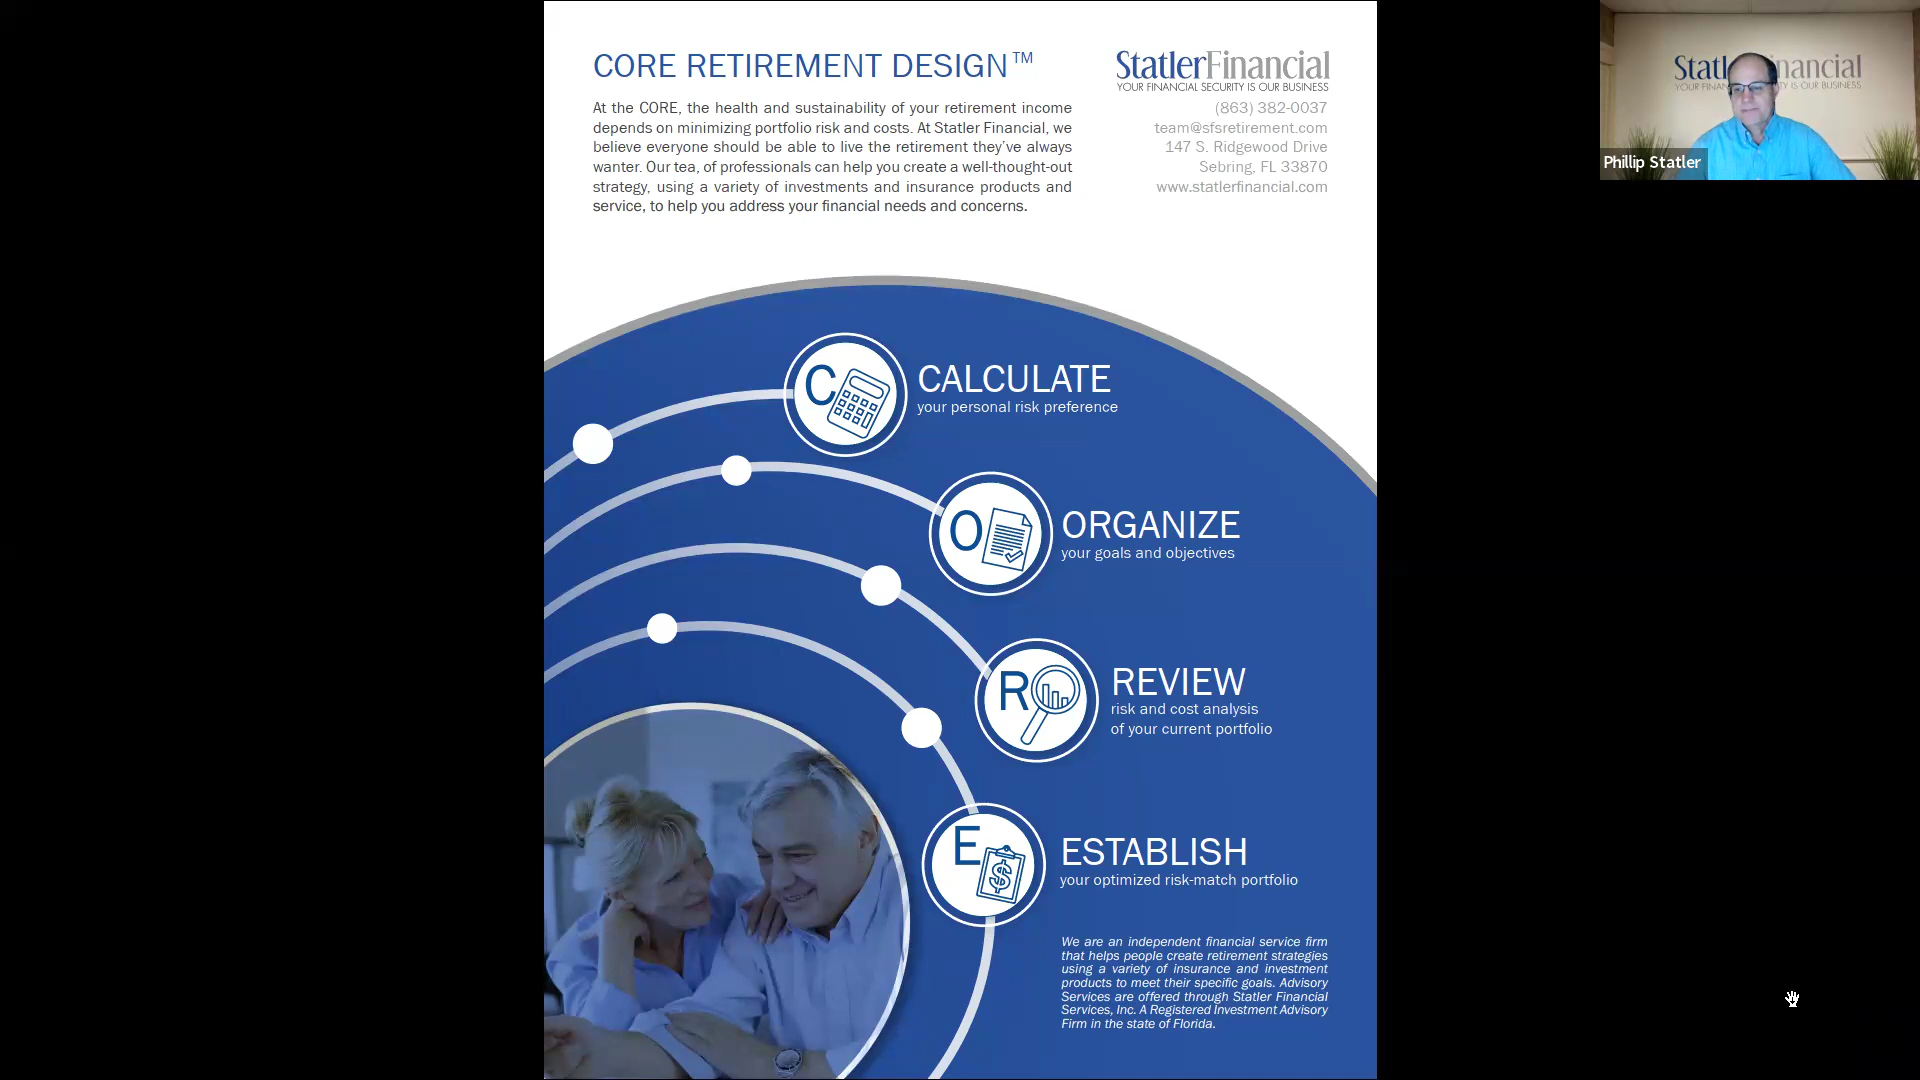 CORE RETIREMENT DESIGN™
At the CORE, the health and sustainability of your retirement income
depends on minimizing portfolio risk and costs. At Statler Financial, we
believe everyone should be able to live the retirement they've always
wanter. Our tea, of professionals can help you create a well-thought-out
strategy, using a variety of investments and insurance products and
service, to help you address your financial needs and concerns.
StatlerFinancial
YOUR FINANCIAL SECURITY IS OUR BUSINESS
(863) 382-0037
team@sfsretirement.com
147 S. Ridgewood Drive
Sebring, FL 33870
www.statlerfinancial.com
Phillip Statler
C
CALCULATE
your personal risk preference
O
ORGANIZE
your goals and objectives
R
REVIEW
risk and cost analysis
of your current portfolio
E
$
ESTABLISH
your optimized risk-match portfolio
We are an independent financial service firm
that helps people create retirement strategies
using a variety of insurance and investment
products to meet their specific goals. Advisory
Services are offered through Statler Financial
Services, Inc. A Registered Investment Advisory
Firm in the state of Florida.